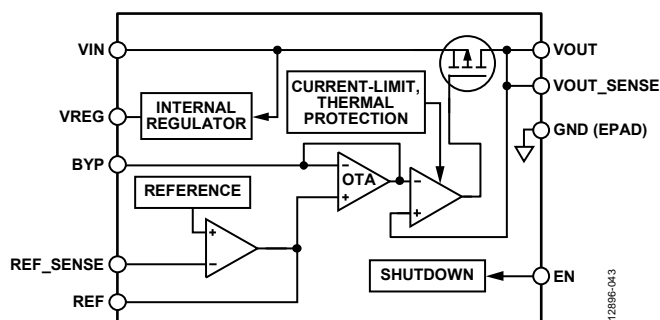 VIN
VOUT
CURRENT-LIMIT,
THERMAL
PROTECTION
VOUT_SENSE
INTERNAL
REGULATOR
VREG
GND (EPAD)
BYP
OTA
−
+
−
+
REFERENCE
+
−
REF_SENSE
SHUTDOWN
EN
REF
12896-043